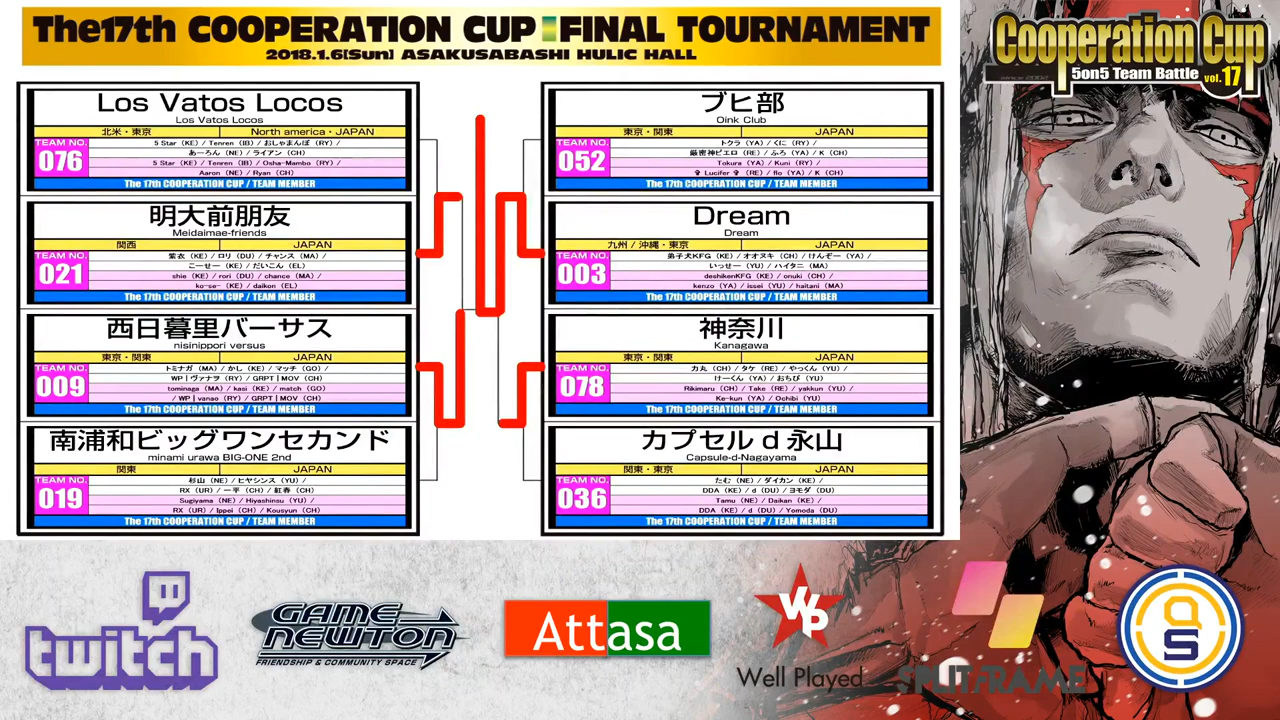 The17th COOPERATION CUP FINAL TOURNAMENT
2018.1.6[Sun] ASAKUSABASHI HULIC HALL
Cooperation Cup
SINCE 2002
5on5 Team Battle vol.17
Los Vatos Locos
Los Vatos Locos
北米・東京 North america・JAPAN
TEAM NO.
076
5 Star (KE) / Tenren (IB) / おしゃまんぼ (RY) /
あーろん (NE) / ライアン (CH)
5 Star (KE) / Tenren (IB) / Osha-Mambo (RY) /
Aaron (NE) / Ryan (CH)
The 17th COOPERATION CUP / TEAM MEMBER
明大前朋友
Meidaimae-friends
関西 JAPAN
TEAM NO.
021
紫衣 (KE) / ロリ (DU) / チャンス (MA) /
こーせー (KE) / だいこん (EL)
shie (KE) / rori (DU) / chance (MA) /
ko-se- (KE) / daikon (EL)
The 17th COOPERATION CUP / TEAM MEMBER
西日暮里バーサス
nisinippori versus
東京・関東 JAPAN
TEAM NO.
009
トミナガ (MA) / かし (KE) / マッチ (GO) /
WP | ヴァナヲ (RY) / GRPT | MOV (CH)
tominaga (MA) / kasi (KE) / match (GO)
/ WP | vanao (RY) / GRPT | MOV (CH)
The 17th COOPERATION CUP / TEAM MEMBER
南浦和ビッグワンセカンド
minami urawa BIG-ONE 2nd
関東 JAPAN
TEAM NO.
019
杉山 (NE) / ヒヤシンス (YU) /
RX (UR) / 一平 (CH) / 紅春 (CH)
Sugiyama (NE) / Hiyashinsu (YU) /
RX (UR) / Ippei (CH) / Kousyun (CH)
The 17th COOPERATION CUP / TEAM MEMBER
ブヒ部
Oink Club
東京・関東 JAPAN
TEAM NO.
052
トクラ (YA) / くに (RY) /
厳密神ピエロ (RE) / ふろ (YA) / K (CH)
Tokura (YA) / Kuni (RY) /
✞ Lucifer ✞ (RE) / flo (YA) / K (CH)
The 17th COOPERATION CUP / TEAM MEMBER
Dream
Dream
九州 / 沖縄・東京 JAPAN
TEAM NO.
003
弟子犬KFG (KE) / オオヌキ (CH) / けんぞー (YA) /
いっせー (YU) / ハイタニ (MA)
deshikenKFG (KE) / onuki (CH) /
kenzo (YA) / issei (YU) / haitani (MA)
The 17th COOPERATION CUP / TEAM MEMBER
神奈川
Kanagawa
東京・関東 JAPAN
TEAM NO.
078
力丸 (CH) / タケ (RE) / やっくん (YU) /
けーくん (YA) / おちび (YU)
Rikimaru (CH) / Take (RE) / yakkun (YU) /
Ke-kun (YA) / Ochibi (YU)
The 17th COOPERATION CUP / TEAM MEMBER
カプセル d 永山
Capsule-d-Nagayama
関東・東京 JAPAN
TEAM NO.
036
たむ (NE) / ダイカン (KE) /
DDA (KE) / d (DU) / ヨモダ (DU)
Tamu (NE) / Daikan (KE) /
DDA (KE) / d (DU) / Yomoda (DU)
The 17th COOPERATION CUP / TEAM MEMBER
twitch
GAME NEWTON
FRIENDSHIP & COMMUNITY SPACE
Attasa
WP
Well Played
SPLITFRAME
QS